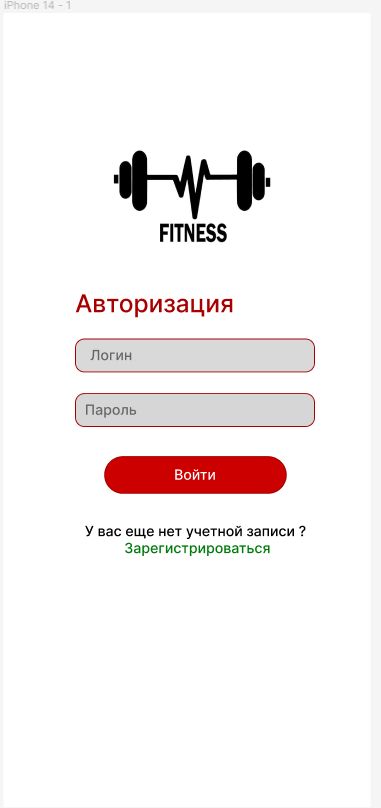 iPhone 14 - 1
FITNESS
Авторизация
Логин
Пароль
Войти
У вас еще нет учетной записи ?
Зарегистрироваться